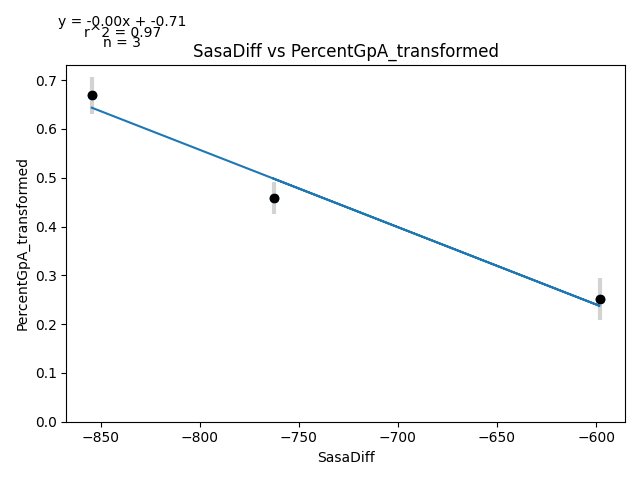 y = -0.00x + -0.71
r^2 = 0.97
n = 3
SasaDiff vs PercentGpA_transformed
PercentGpA_transformed
0.7
0.6
0.5
0.4
0.3
0.2
0.1
0.0
−850 −800 −750 −700 −650 −600
SasaDiff